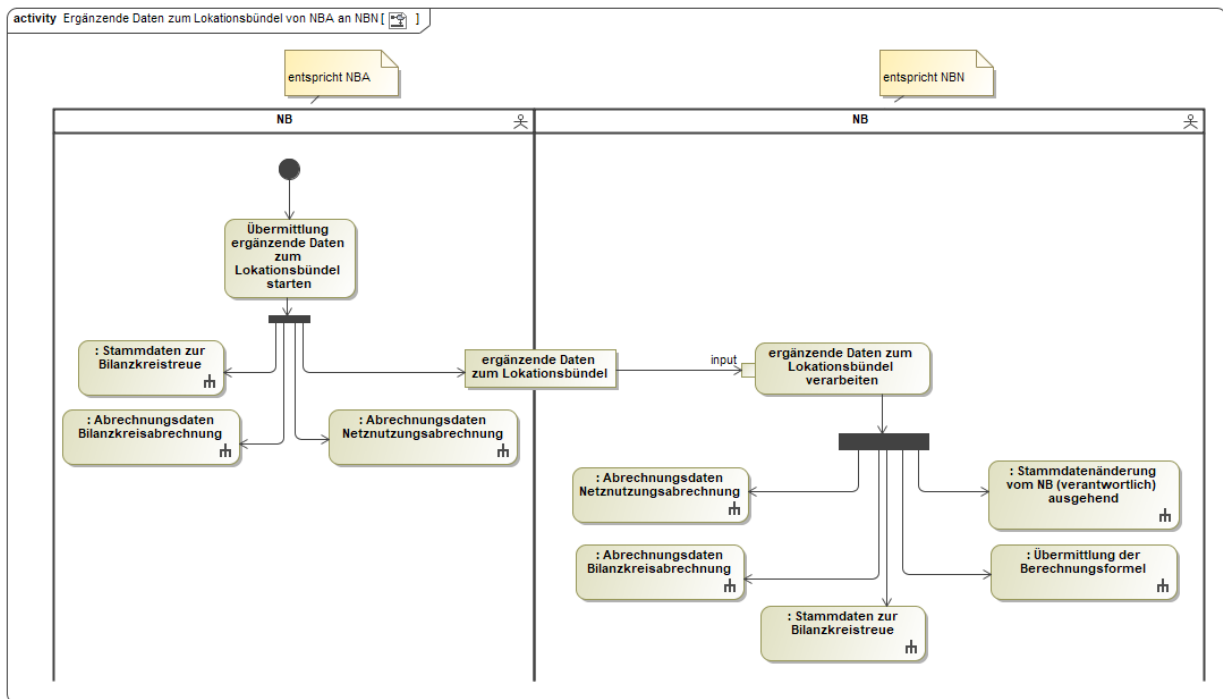 activity Ergänzende Daten zum Lokationsbündel von NBA an NBN [ ]
entspricht NBA
entspricht NBN
NB
NB
Übermittlung
ergänzende Daten
zum
Lokationsbündel
starten
: Stammdaten zur
Bilanzkreistreue
: Abrechnungsdaten
Bilanzkreisabrechnung
: Abrechnungsdaten
Netznutzungsabrechnung
ergänzende Daten
zum Lokationsbündel
input
ergänzende Daten zum
Lokationsbündel
verarbeiten
: Abrechnungsdaten
Netznutzungsabrechnung
: Stammdatenänderung
vom NB (verantwortlich)
ausgehend
: Abrechnungsdaten
Bilanzkreisabrechnung
: Übermittlung der
Berechnungsformel
: Stammdaten zur
Bilanzkreistreue